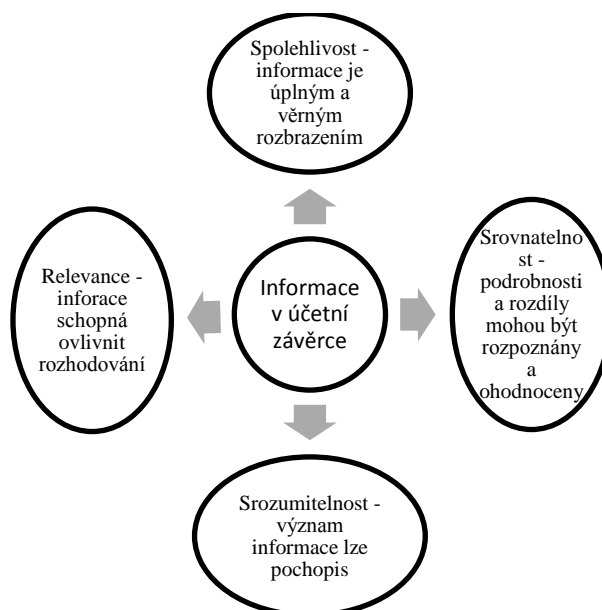 Spolehlivost -
informace je
úplným a
věrným
rozbrazením
Relevance -
inforace
schopná
ovlivnit
rozhodování
Informace
v účetní
závěrce
Srovnatelno
st -
podrobnosti
a rozdíly
mohou být
rozpoznány
a
ohodnoceny
Srozumitelnost -
význam
informace lze
pochopis